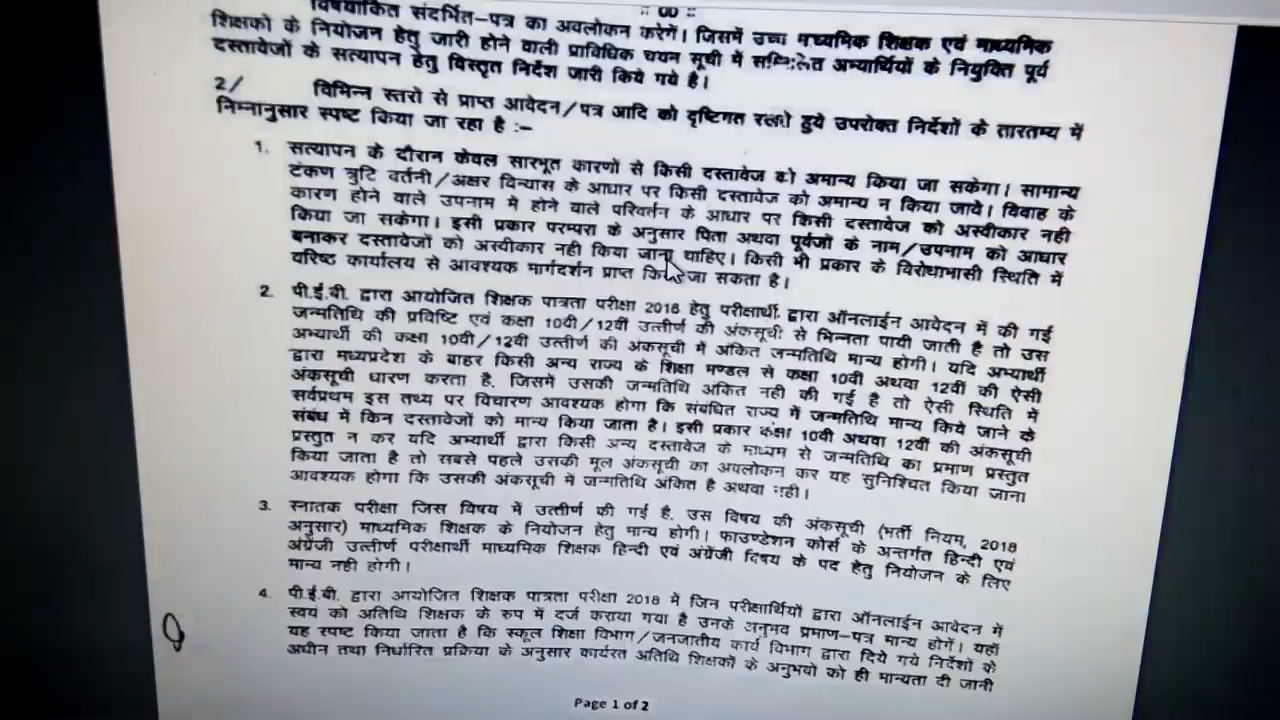 :: 00 ::
विषयांकित संदर्भित–पत्र का अवलोकन करेगें। जिसमें उच्च माध्यमिक शिक्षक एवं माध्यमिक
शिक्षको के नियोजन हेतु जारी होने वाली प्राविधिक चयन सूची में सम्मिलित अभ्यार्थियों के नियुक्ति पूर्व
दस्तावेजों के सत्यापन हेतु विस्तृत निर्देश जारी किये गये है।
2/ विभिन्न स्तरों से प्राप्त आवेदन/पत्र आदि को दृष्टिगत रखते हुये उपरोक्त निर्देशों के तारतम्य में
निम्नानुसार स्पष्ट किया जा रहा है :–
1. सत्यापन के दौरान केवल सारभूत कारणों से किसी दस्तावेज को अमान्य किया जा सकेगा। सामान्य
टंकण त्रुटि वर्तनी/अक्षर विन्यास के आधार पर किसी दस्तावेज को अमान्य न किया जावे। विवाह के
कारण होने वाले उपनाम मे होने वाले परिवर्तन के आधार पर किसी दस्तावेज को अस्वीकार नही
किया जा सकेगा। इसी प्रकार परम्परा के अनुसार पिता अथवा पूर्वजों के नाम/उपनाम को आधार
बनाकर दस्तावेजों को अस्वीकार नही किया जाना चाहिए। किसी भी प्रकार के विरोधाभासी स्थिति में
वरिष्ठ कार्यालय से आवश्यक मार्गदर्शन प्राप्त किया जा सकता है।
2. पी.ई.बी. द्वारा आयोजित शिक्षक पात्रता परीक्षा 2018 हेतु परीक्षार्थी द्वारा ऑनलाईन आवेदन में की गई
जन्मतिथि की प्रविष्टि एवं कक्षा 10वी/12वी उत्तीर्ण की अंकसूची से भिन्नता पायी जाती है तो उस
अभ्यार्थी की कक्षा 10वी/12वी उत्तीर्ण की अंकसूची में अंकित जन्मतिथि मान्य होगी। यदि अभ्यार्थी
द्वारा मध्यप्रदेश के बाहर किसी अन्य राज्य के शिक्षा मण्डल से कक्षा 10वी अथवा 12वीं की ऐसी
अंकसूची धारण करता है, जिसमें उसकी जन्मतिथि अंकित नही की गई है तो ऐसी स्थिति में
सर्वप्रथम इस तथ्य पर विचारण आवश्यक होगा कि संबंधित राज्य में जन्मतिथि मान्य किये जाने के
संबंध में किन दस्तावेजों को मान्य किया जाता है। इसी प्रकार कक्षा 10वी अथवा 12वी की अंकसूची
प्रस्तुत न कर यदि अभ्यार्थी द्वारा किसी अन्य दस्तावेज के माध्यम से जन्मतिथि का प्रमाण प्रस्तुत
किया जाता है तो सबसे पहले उसकी मूल अंकसूची का अवलोकन कर यह सुनिश्चित किया जाना
आवश्यक होगा कि उसकी अंकसूची में जन्मतिथि अंकित है अथवा नही।
3. स्नातक परीक्षा जिस विषय में उत्तीर्ण की गई है, उस विषय की अंकसूची (भर्ती नियम, 2018
अनुसार) माध्यमिक शिक्षक के नियोजन हेतु मान्य होगी। फाउण्डेशन कोर्स के अन्तर्गत हिन्दी एवं
अंग्रेजी उत्तीर्ण परीक्षार्थी माध्यमिक शिक्षक हिन्दी एवं अंग्रेजी विषय के पद हेतु नियोजन के लिए
मान्य नही होगी।
4. पी.ई.बी. द्वारा आयोजित शिक्षक पात्रता परीक्षा 2018 में जिन परीक्षार्थियों द्वारा ऑनलाईन आवेदन में
स्वयं को अतिथि शिक्षक के रुप में दर्ज कराया गया है उनके अनुभव प्रमाण–पत्र मान्य होगें। यहाँ
यह स्पष्ट किया जाता है कि स्कूल शिक्षा विभाग/जनजातीय कार्य विभाग द्वारा दिये गये निर्देशों के
अधीन तथा निर्धारित प्रक्रिया के अनुसार कार्यरत अतिथि शिक्षकों के अनुभवों को ही मान्यता दी जानी
Page 1 of 2